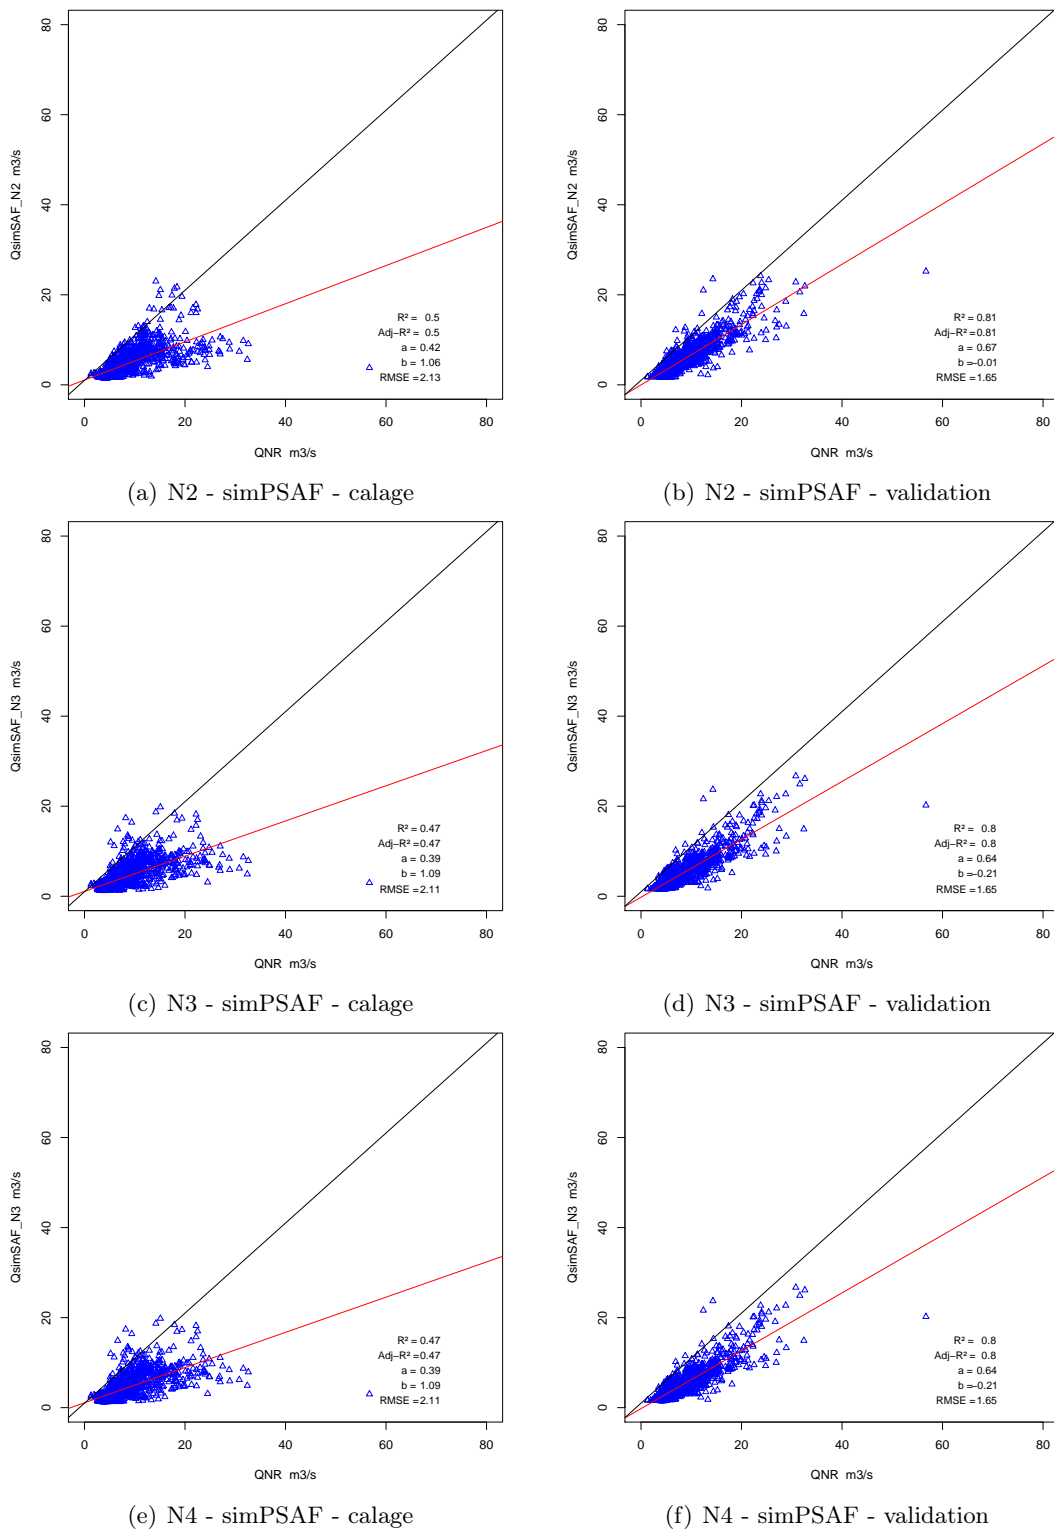 80
60
40
20
0
QsimSAF_N2 m3/s
R² = 0.5
Adj-R² = 0.5
a = 0.42
b = 1.06
RMSE = 2.13
0 20 40 60 80
QNR m3/s
(a) N2 - simPSAF - calage
80
60
40
20
0
QsimSAF_N2 m3/s
R² = 0.81
Adj-R² = 0.81
a = 0.67
b =-0.01
RMSE = 1.65
0 20 40 60 80
QNR m3/s
(b) N2 - simPSAF - validation
80
60
40
20
0
QsimSAF_N3 m3/s
R² = 0.47
Adj-R² = 0.47
a = 0.39
b = 1.09
RMSE = 2.11
0 20 40 60 80
QNR m3/s
(c) N3 - simPSAF - calage
80
60
40
20
0
QsimSAF_N3 m3/s
R² = 0.8
Adj-R² = 0.8
a = 0.64
b =-0.21
RMSE = 1.65
0 20 40 60 80
QNR m3/s
(d) N3 - simPSAF - validation
80
60
40
20
0
QsimSAF_N3 m3/s
R² = 0.47
Adj-R² = 0.47
a = 0.39
b = 1.09
RMSE = 2.11
0 20 40 60 80
QNR m3/s
(e) N4 - simPSAF - calage
80
60
40
20
0
QsimSAF_N3 m3/s
R² = 0.8
Adj-R² = 0.8
a = 0.64
b =-0.21
RMSE = 1.65
0 20 40 60 80
QNR m3/s
(f) N4 - simPSAF - validation